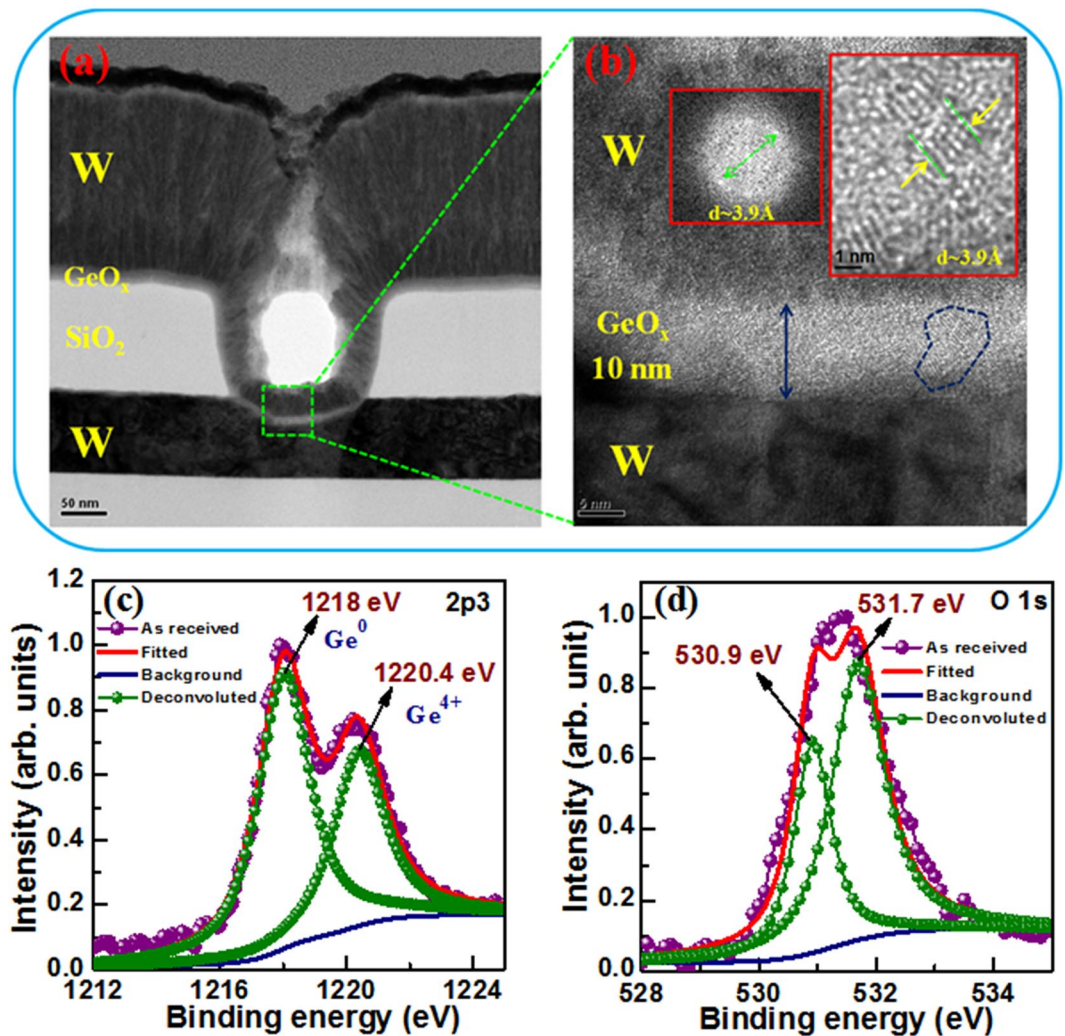 (a)
W
GeOₓ
SiO₂
W
50 nm
(b)
W
d~3.9Å
1 nm
d~3.9Å
GeOₓ
10 nm
W
5 nm
(c)
1218 eV
2p3
Ge⁰
1220.4 eV
Ge⁴⁺
As received
Fitted
Background
Deconvoluted
Intensity (arb. units)
1.2
1.0
0.8
0.6
0.4
0.2
0.0
1212
1216
1220
1224
Binding energy (eV)
(d)
531.7 eV
O 1s
530.9 eV
As received
Fitted
Background
Deconvoluted
Intensity (arb. units)
1.0
0.8
0.6
0.4
0.2
0.0
528
530
532
534
Binding energy (eV)